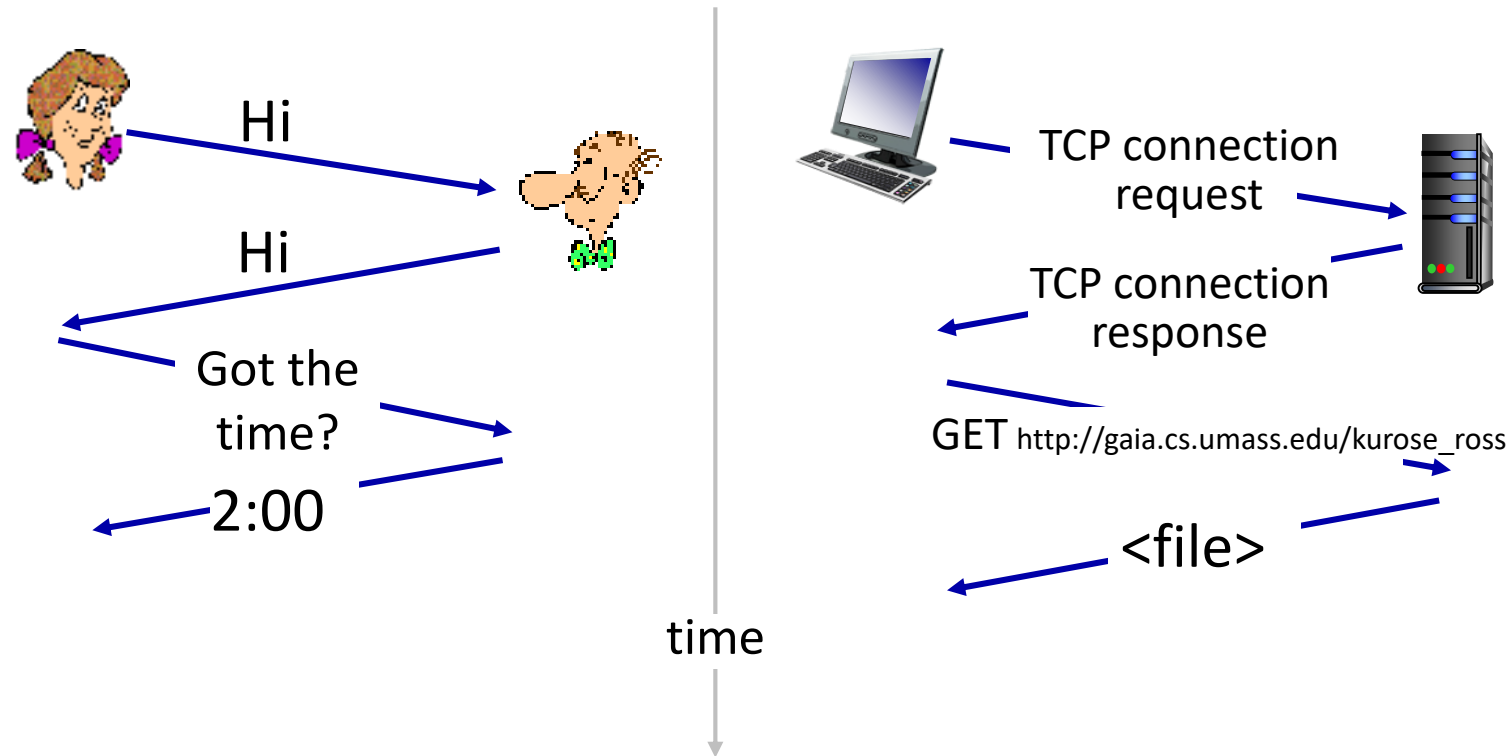 Hi
Hi
Got the
time?
2:00
TCP connection
request
TCP connection
response
GET http://gaia.cs.umass.edu/kurose_ross
<file>
time